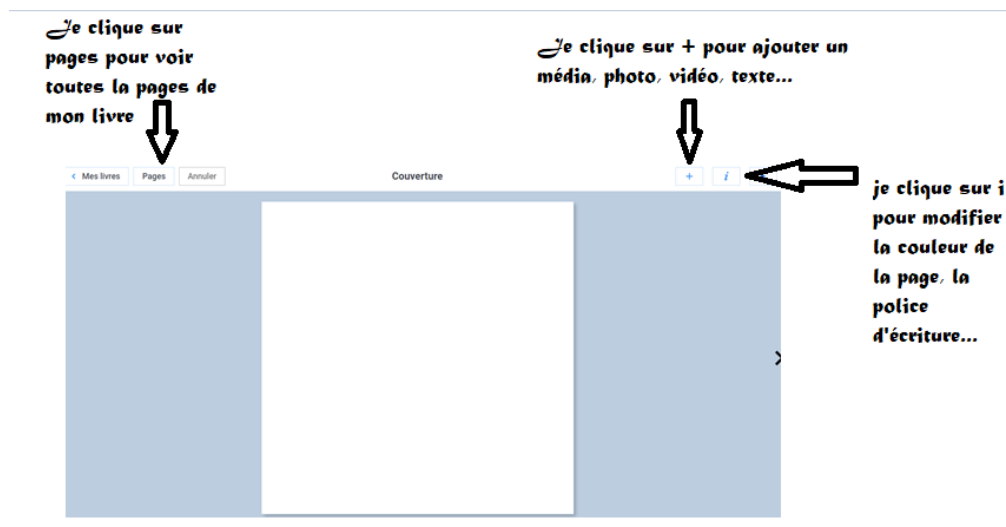 Je clique sur
pages pour voir
toutes la pages de
mon livre
Je clique sur + pour ajouter un
média, photo, vidéo, texte...
< Mes livres Pages Annuler Couverture + i
je clique sur i
pour modifier
la couleur de
la page, la
police
d'écriture...